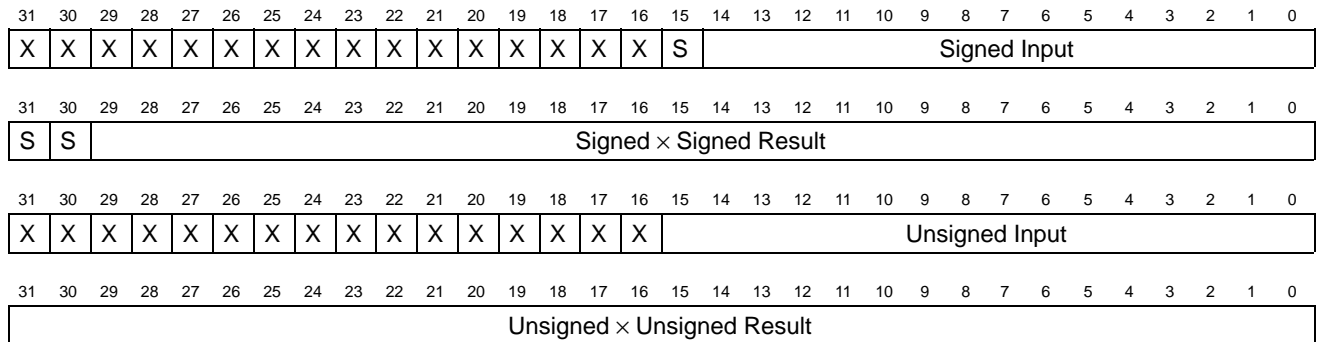 31 30 29 28 27 26 25 24 23 22 21 20 19 18 17 16 15 14 13 12 11 10 9 8 7 6 5 4 3 2 1 0
X X X X X X X X X X X X X X X X S Signed Input
31 30 29 28 27 26 25 24 23 22 21 20 19 18 17 16 15 14 13 12 11 10 9 8 7 6 5 4 3 2 1 0
S S Signed × Signed Result
31 30 29 28 27 26 25 24 23 22 21 20 19 18 17 16 15 14 13 12 11 10 9 8 7 6 5 4 3 2 1 0
X X X X X X X X X X X X X X X X Unsigned Input
31 30 29 28 27 26 25 24 23 22 21 20 19 18 17 16 15 14 13 12 11 10 9 8 7 6 5 4 3 2 1 0
Unsigned × Unsigned Result